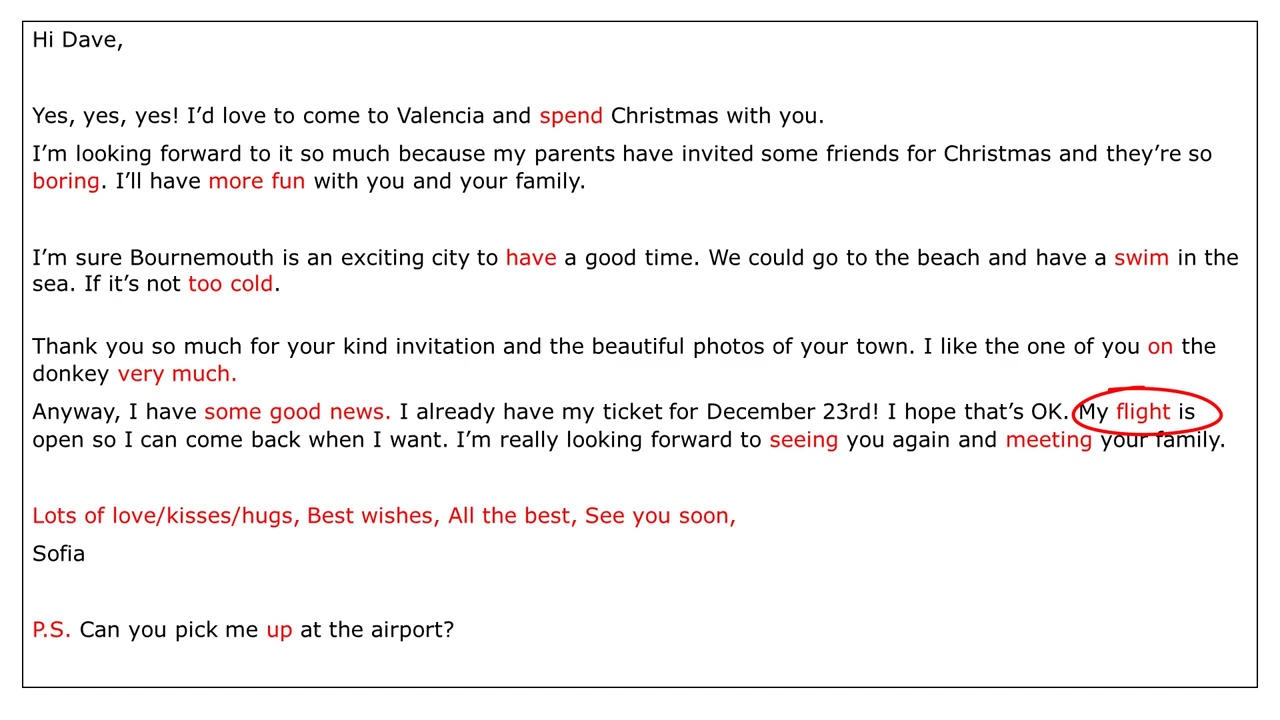 Hi Dave,
Yes, yes, yes! I’d love to come to Valencia and spend Christmas with you.
I’m looking forward to it so much because my parents have invited some friends for Christmas and they’re so
boring. I’ll have more fun with you and your family.
I’m sure Bournemouth is an exciting city to have a good time. We could go to the beach and have a swim in the
sea. If it’s not too cold.
Thank you so much for your kind invitation and the beautiful photos of your town. I like the one of you on the
donkey very much.
Anyway, I have some good news. I already have my ticket for December 23rd! I hope that’s OK. My flight is
open so I can come back when I want. I’m really looking forward to seeing you again and meeting your family.
Lots of love/kisses/hugs, Best wishes, All the best, See you soon,
Sofia
P.S. Can you pick me up at the airport?